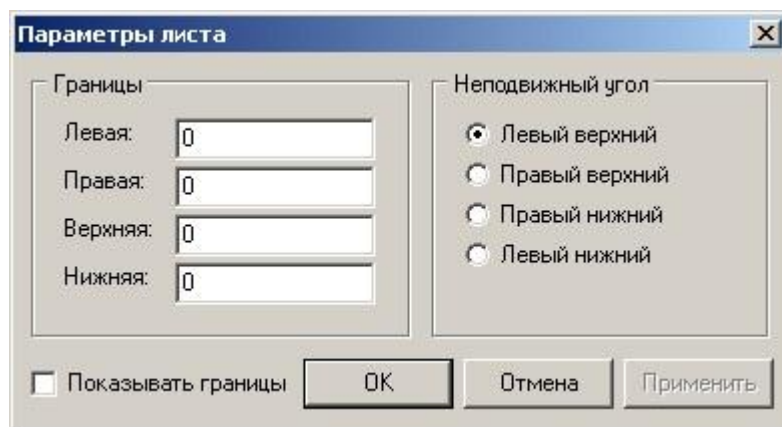 Параметры листа
Границы
Левая: 0
Правая: 0
Верхняя: 0
Нижняя: 0
Неподвижный угол
Левый верхний
Правый верхний
Правый нижний
Левый нижний
Показывать границы
OK
Отмена
Применить